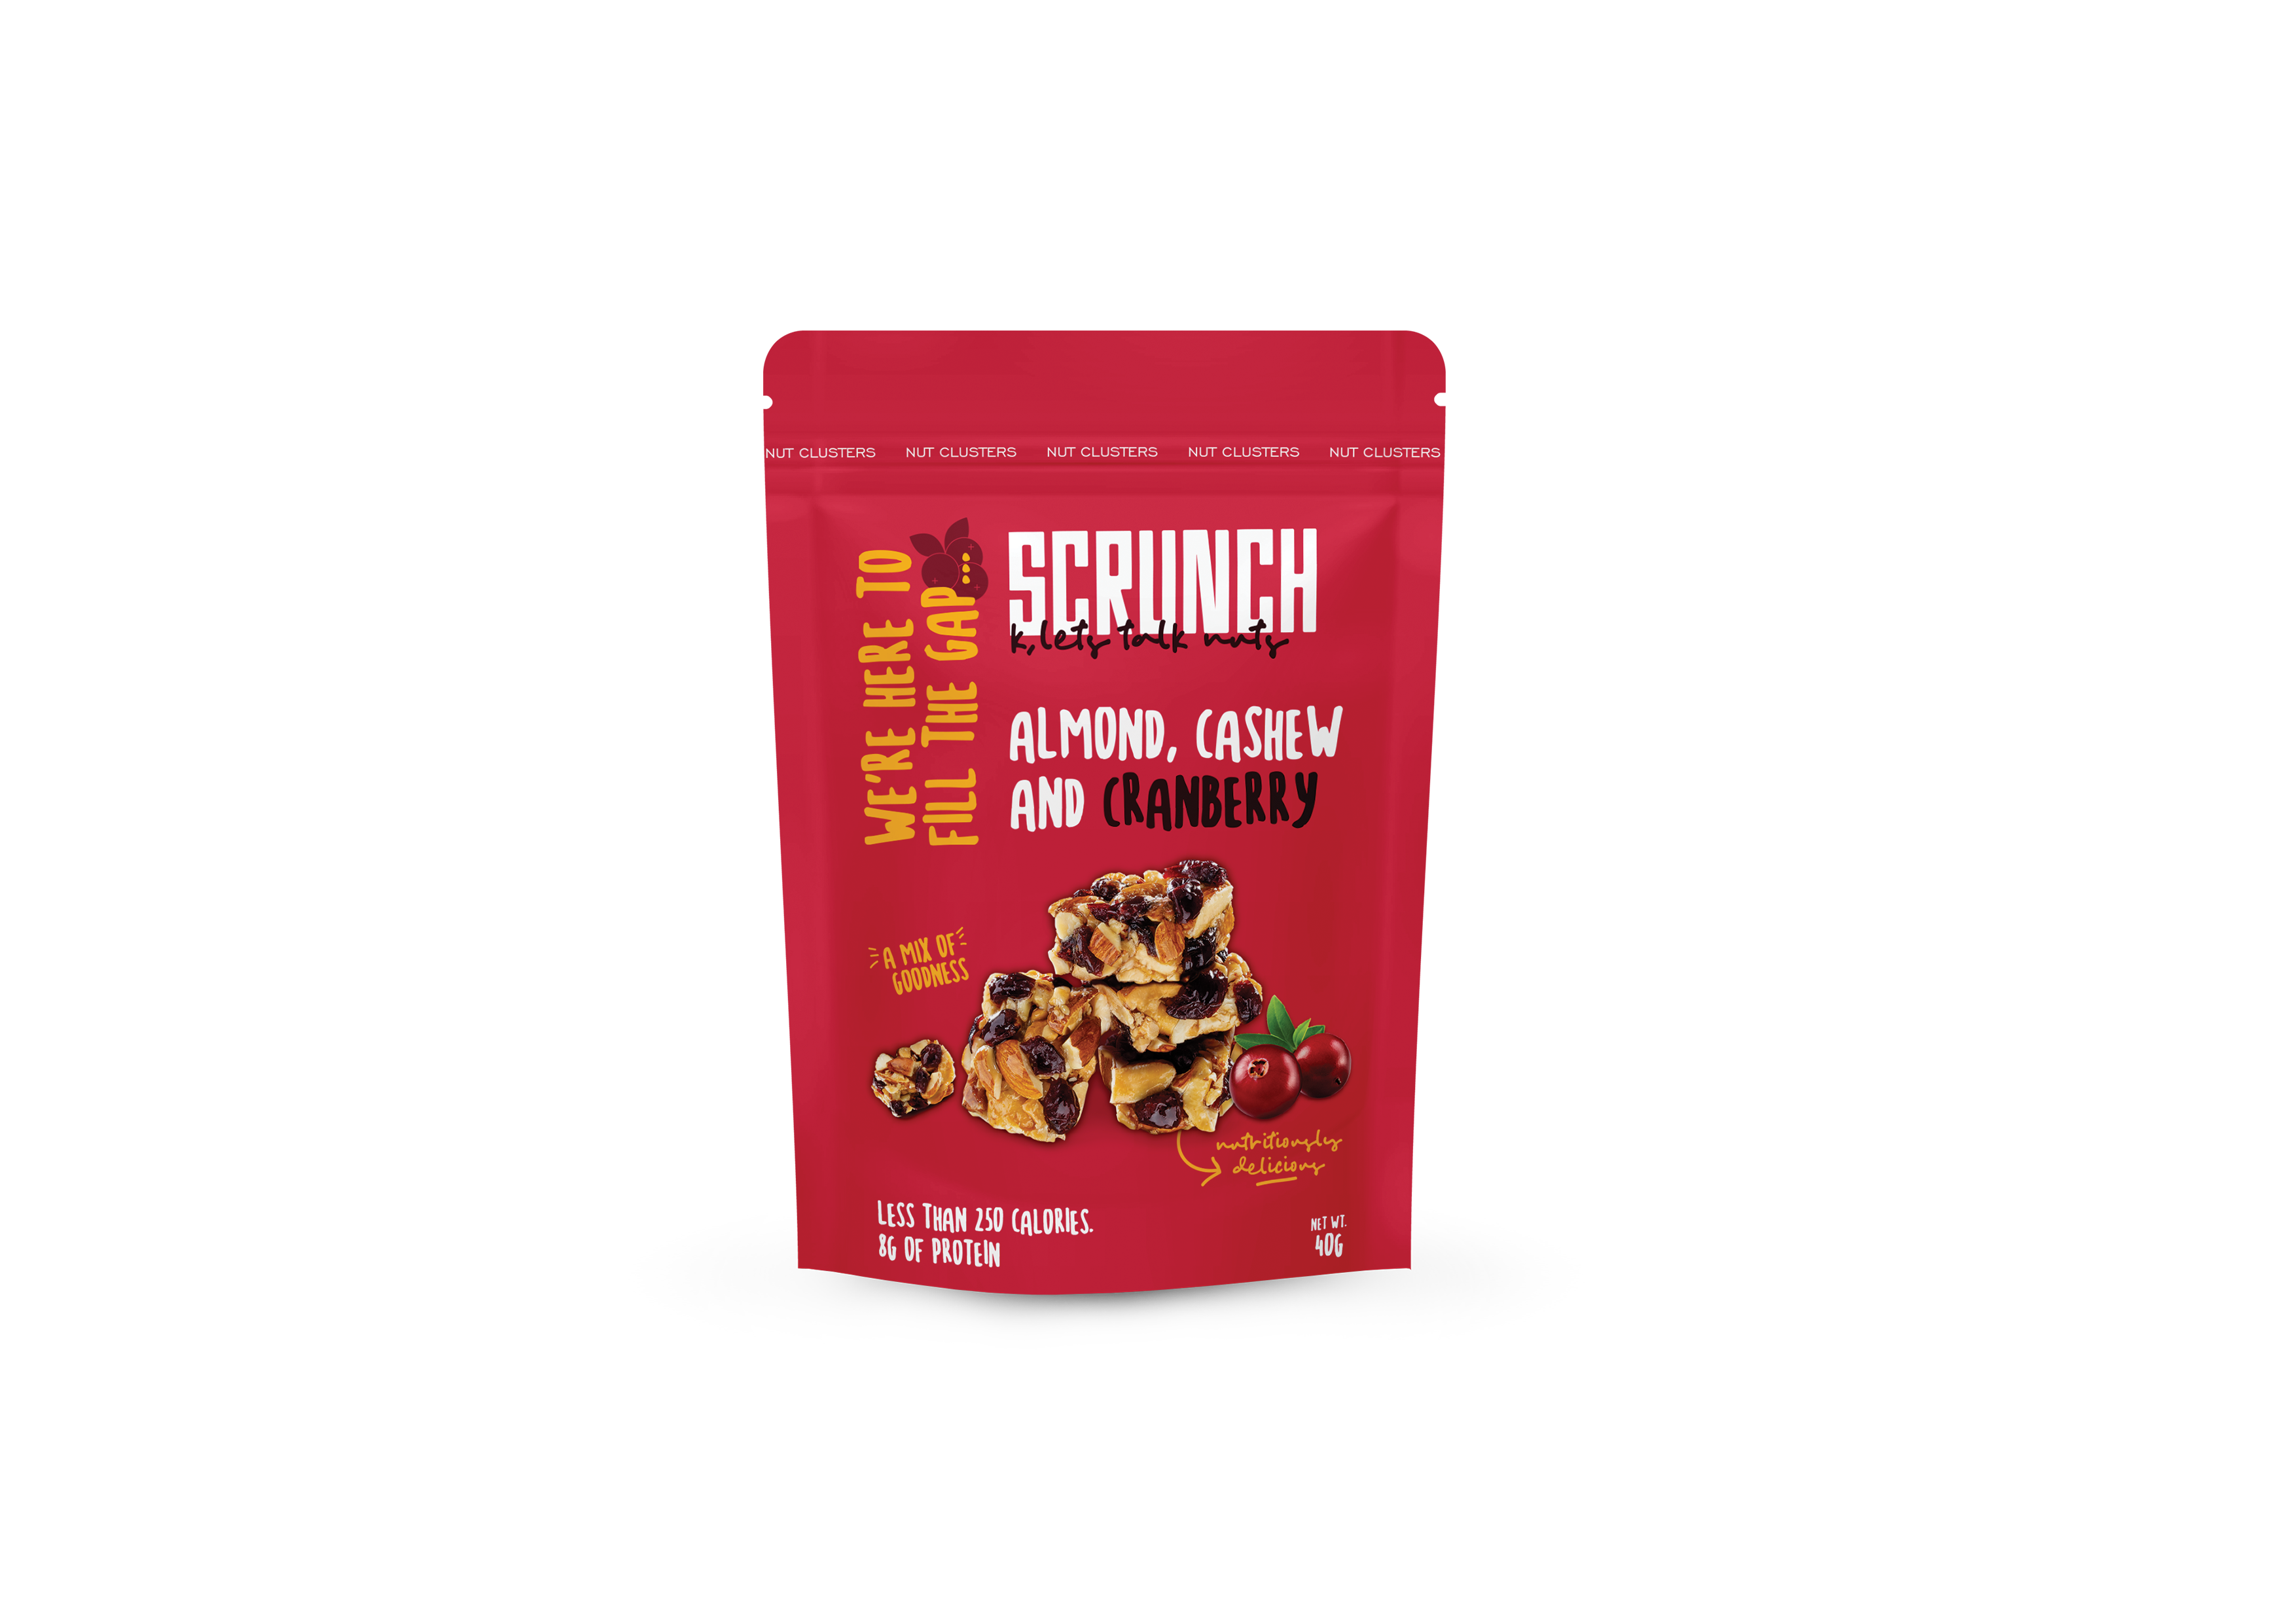 NUT CLUSTERS NUT CLUSTERS NUT CLUSTERS NUT CLUSTERS NUT CLUSTERS
WE'RE HERE TO
FILL THE GAP...
SCRUNCH
k, lets talk nuts
ALMOND, CASHEW
AND CRANBERRY
A MIX OF
GOODNESS
nutritiously
delicious
LESS THAN 250 CALORIES.
8G OF PROTEIN
NET WT.
40G